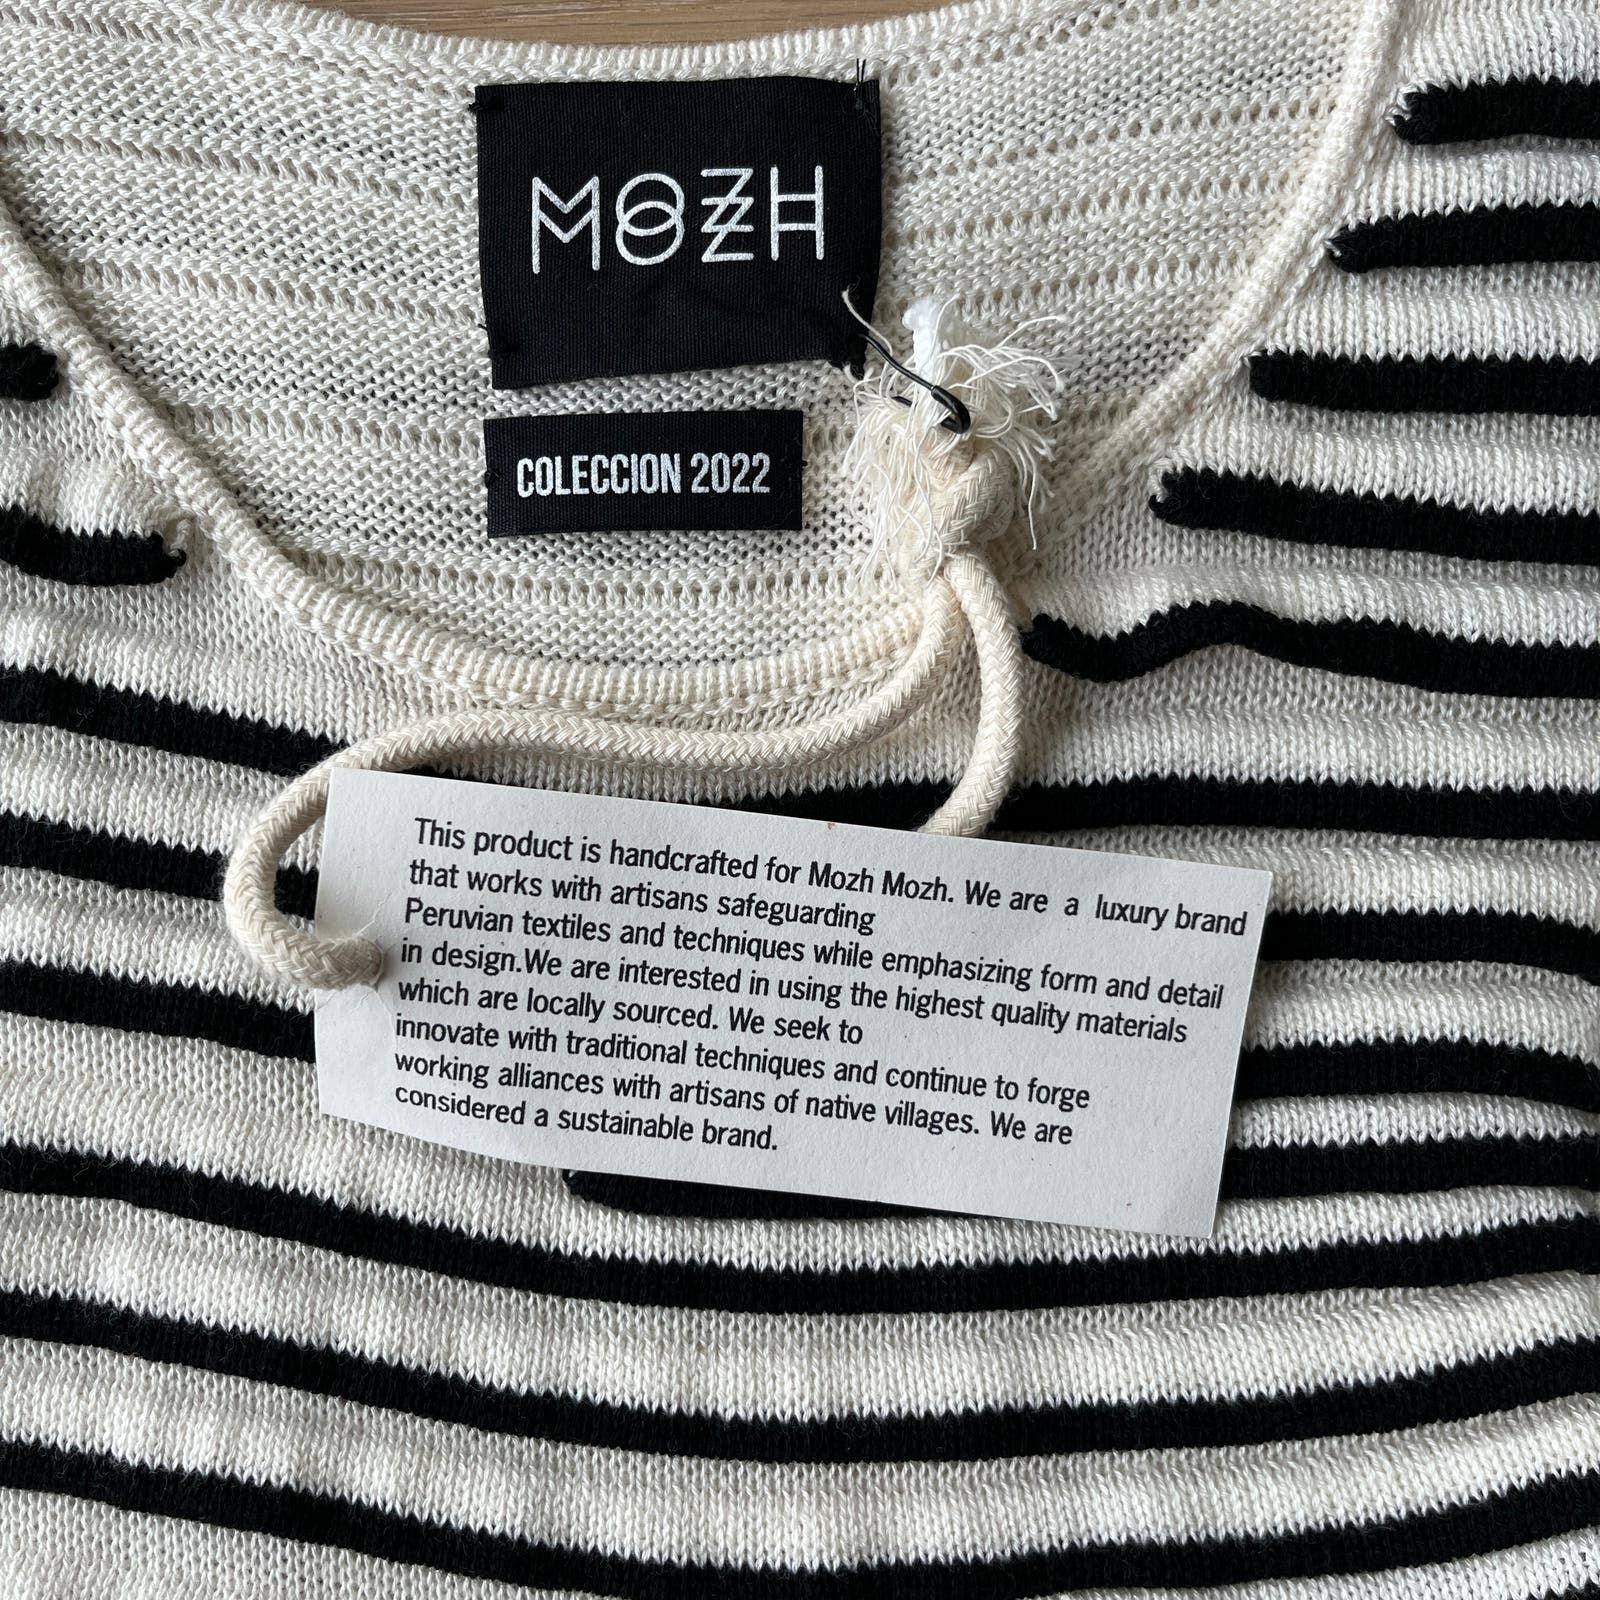 MOZH
MOZH
COLECCION 2022
This product is handcrafted for Mozh Mozh. We are a luxury brand
that works with artisans safeguarding
Peruvian textiles and techniques while emphasizing form and detail
in design.We are interested in using the highest quality materials
which are locally sourced. We seek to
innovate with traditional techniques and continue to forge
working alliances with artisans of native villages. We are
considered a sustainable brand.